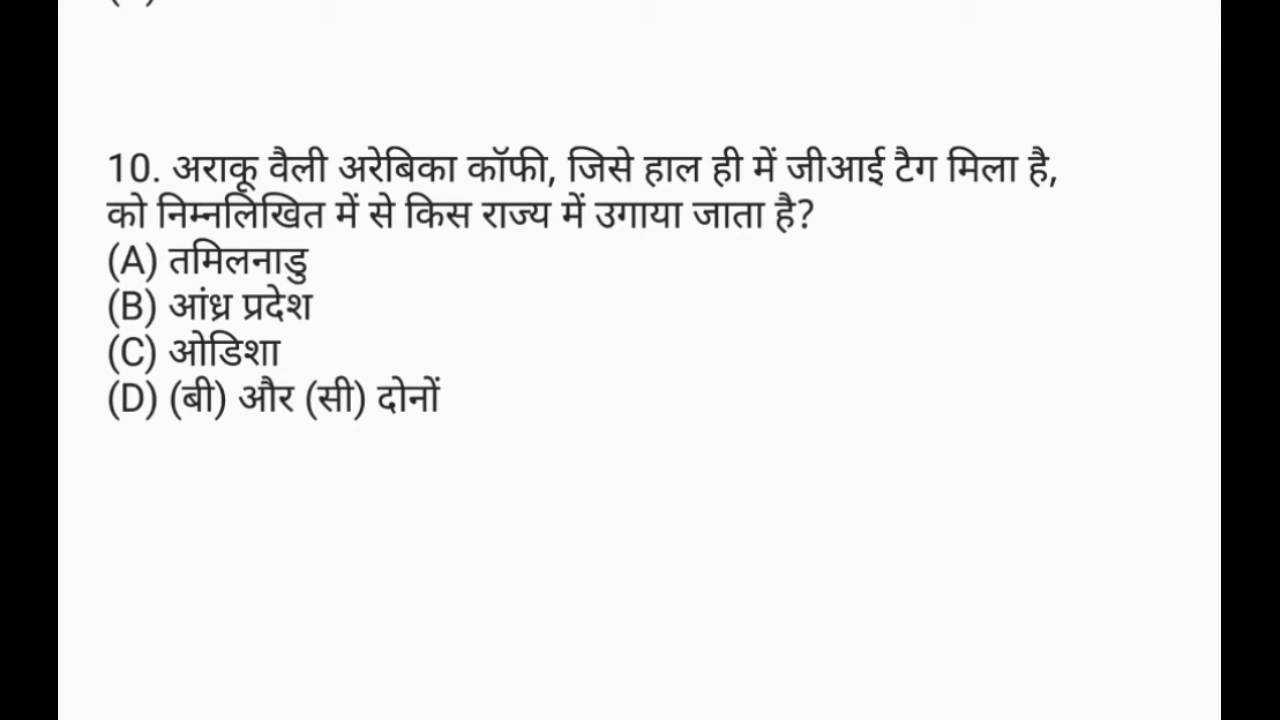 10. अराकू वैली अरेबिका कॉफी, जिसे हाल ही में जीआई टैग मिला है,
को निम्नलिखित में से किस राज्य में उगाया जाता है?
(A) तमिलनाडु
(B) आंध्र प्रदेश
(C) ओडिशा
(D) (बी) और (सी) दोनों